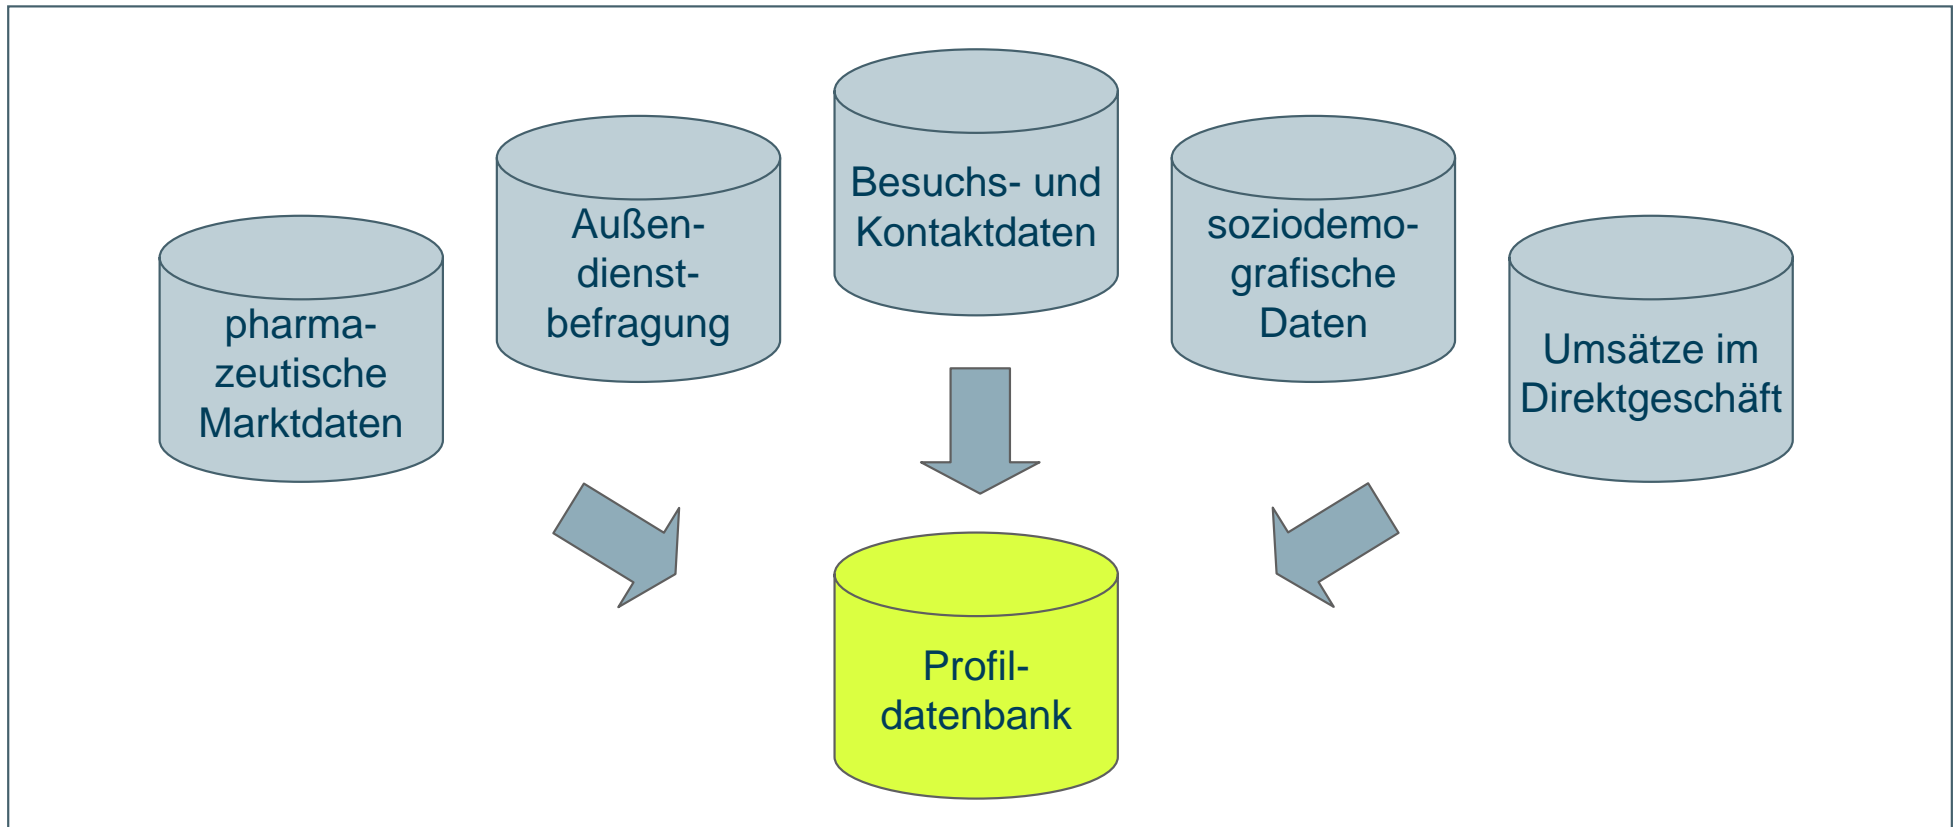 pharma-
zeutische
Marktdaten
Außen-
dienst-
befragung
Besuchs- und
Kontaktdaten
soziodemo-
grafische
Daten
Umsätze im
Direktgeschäft
Profil-
datenbank